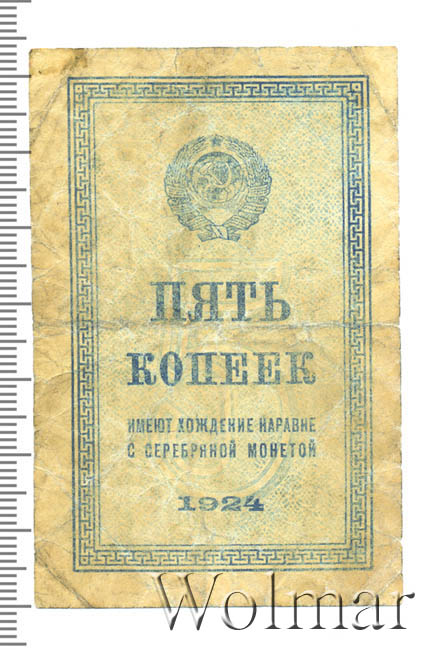 ПЯТЬ
КОПЕЕК
ИМЕЮТ ХОЖДЕНИЕ НАРАВНЕ
С СЕРЕБРЯНОЙ МОНЕТОЙ
1924
Wolmar